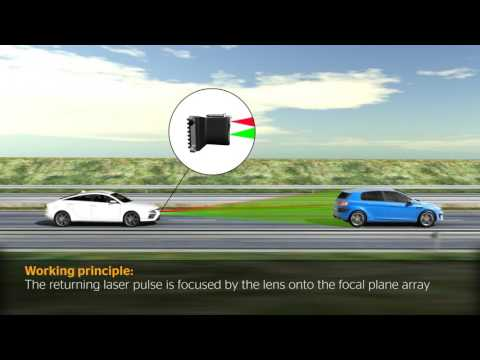 Working principle:
The returning laser pulse is focused by the lens onto the focal plane array